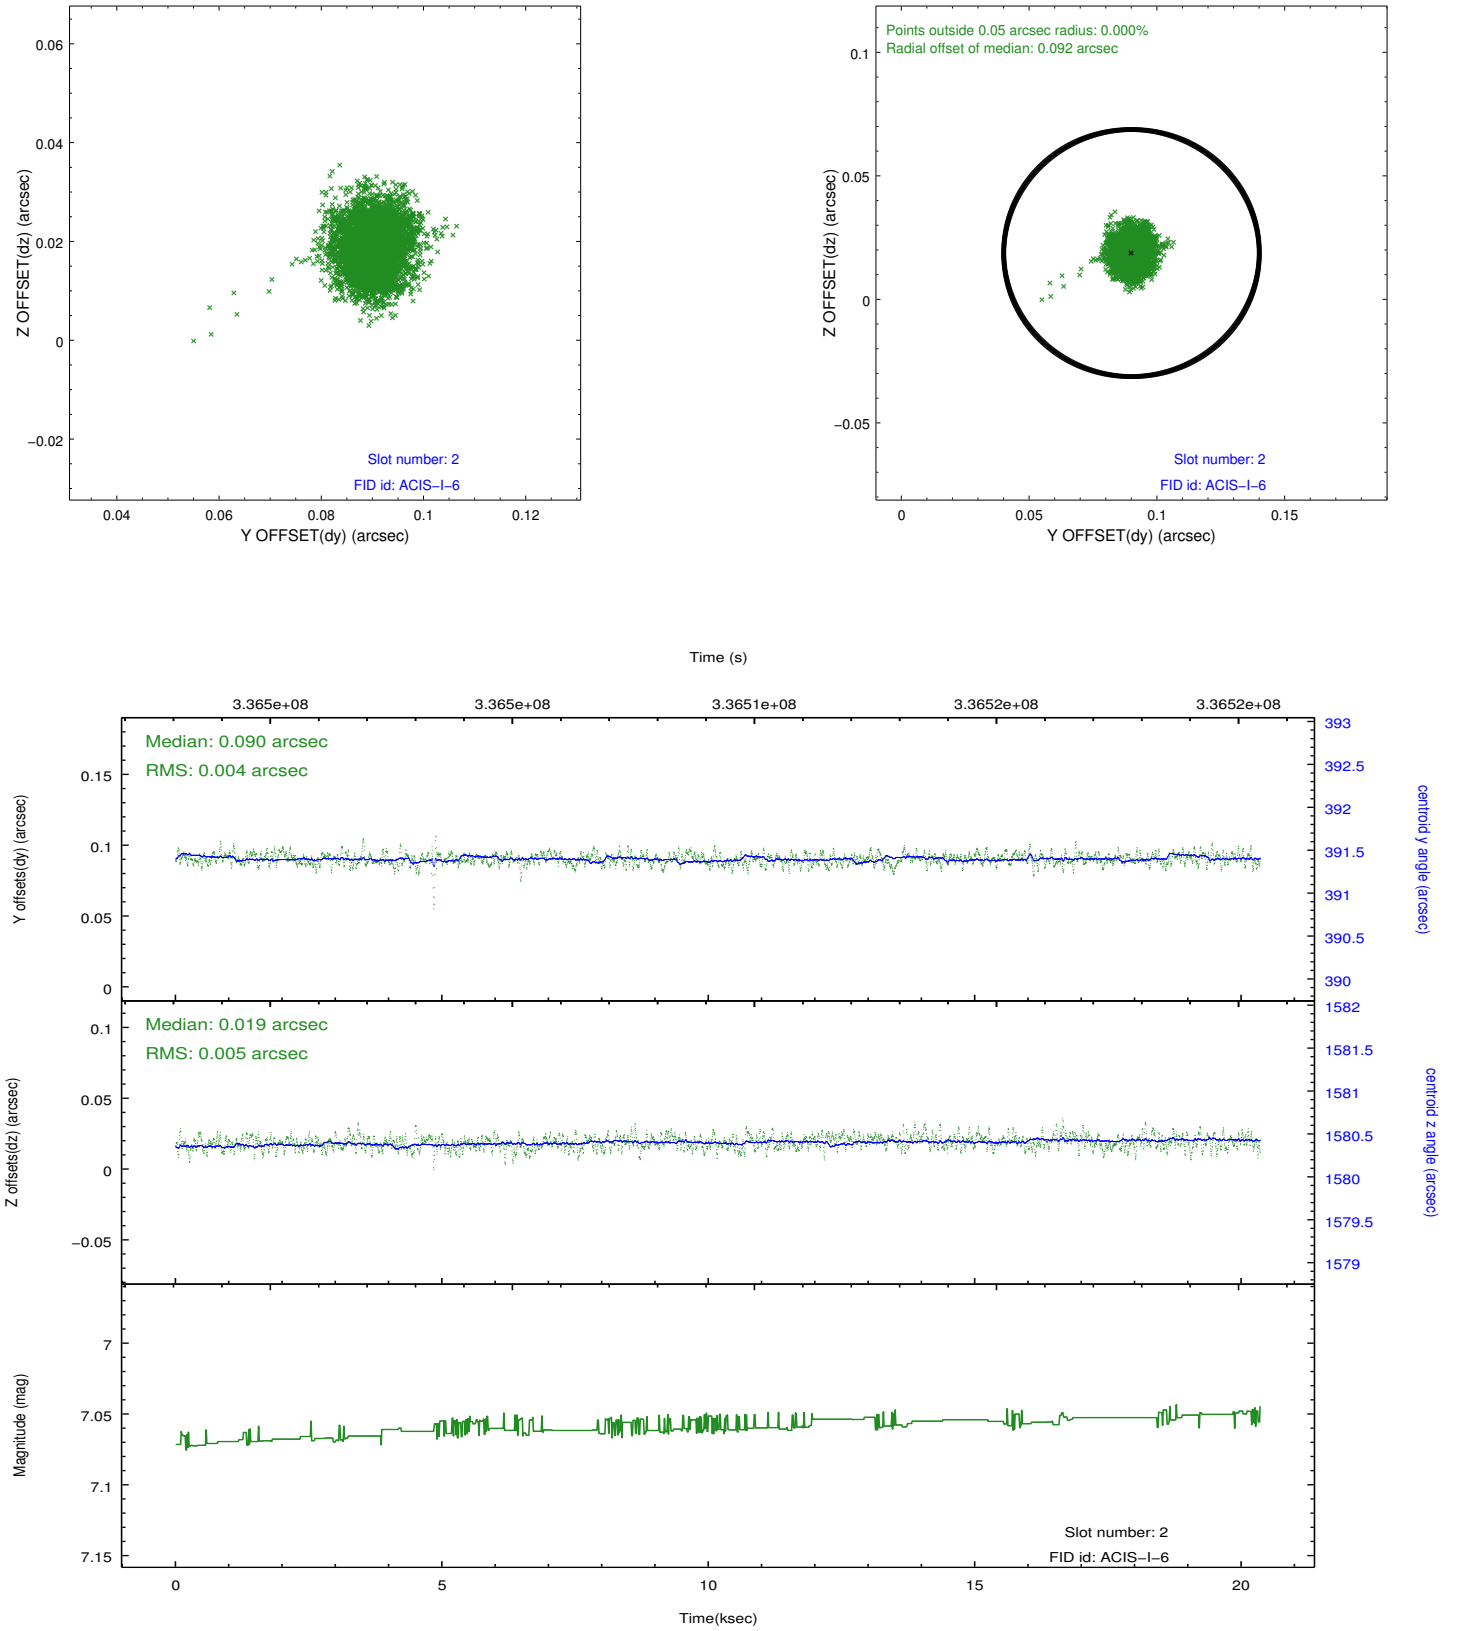 0.06
0.04
0.02
0
−0.02
Z OFFSET(dz) (arcsec)
Slot number: 2
FID id: ACIS−I−6
0.04 0.06 0.08 0.1 0.12
Y OFFSET(dy) (arcsec)
Points outside 0.05 arcsec radius: 0.000%
Radial offset of median: 0.092 arcsec
0.1
0.05
0
−0.05
Z OFFSET(dz) (arcsec)
Slot number: 2
FID id: ACIS−I−6
0 0.05 0.1 0.15
Y OFFSET(dy) (arcsec)
Time (s)
3.365e+08 3.365e+08 3.3651e+08 3.3652e+08 3.3652e+08
Median: 0.090 arcsec
RMS: 0.004 arcsec
0.15
0.1
0.05
0
Y offsets(dy) (arcsec)
393
392.5
392
391.5
391
390.5
390
centroid y angle (arcsec)
Median: 0.019 arcsec
RMS: 0.005 arcsec
0.1
0.05
0
−0.05
Z offsets(dz) (arcsec)
1582
1581.5
1581
1580.5
1580
1579.5
1579
centroid z angle (arcsec)
7
7.05
7.1
7.15
Magnitude (mag)
Slot number: 2
FID id: ACIS−I−6
0 5 10 15 20
Time(ksec)